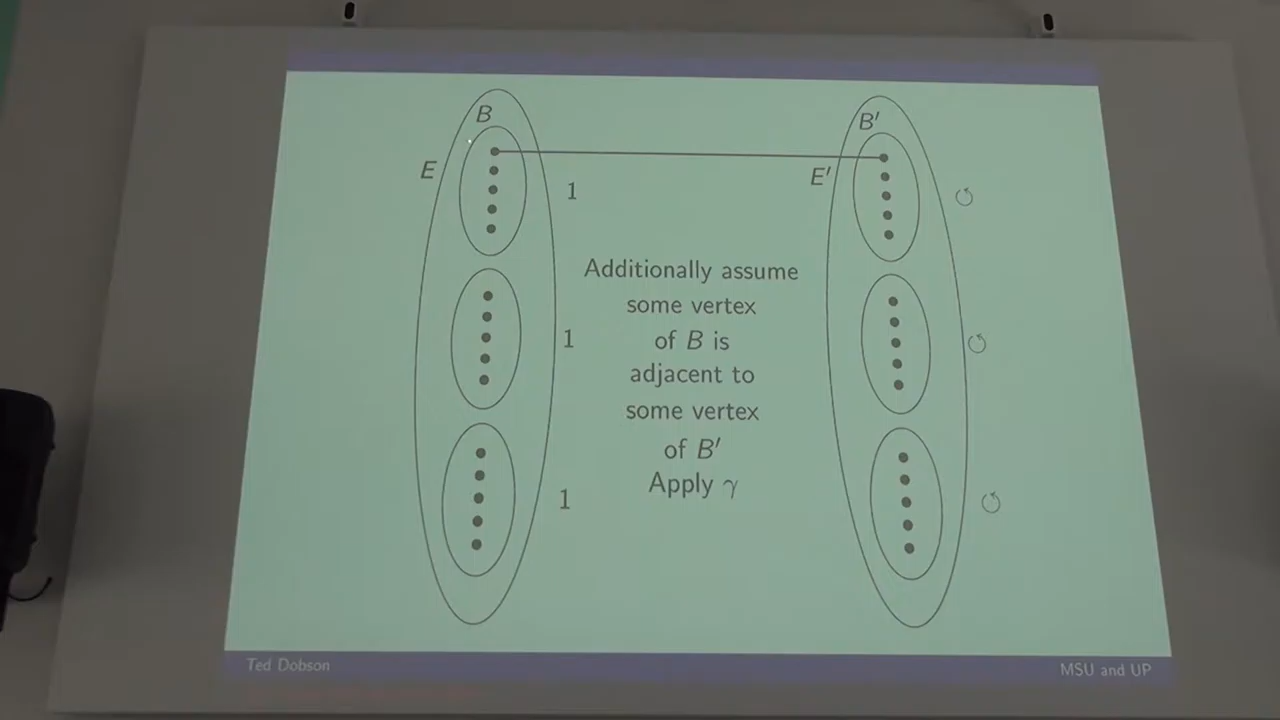 B
B′
E
E′
1
↺
Additionally assume
some vertex
of B is
1
↺
adjacent to
some vertex
of B′
Apply γ
1
↺
Ted Dobson
MSU and UP